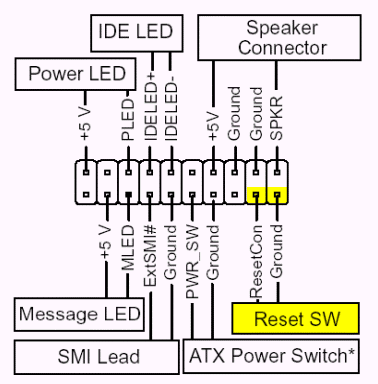 IDE LED
Speaker
Connector
Power LED
+5 V
PLED-
IDELED+
IDELED-
+5V
Ground
Ground
SPKR
+5 V
MLED
ExtSMI#
Ground
PWR_SW
Ground
ResetCon
Ground
Message LED
Reset SW
SMI Lead
ATX Power Switch*